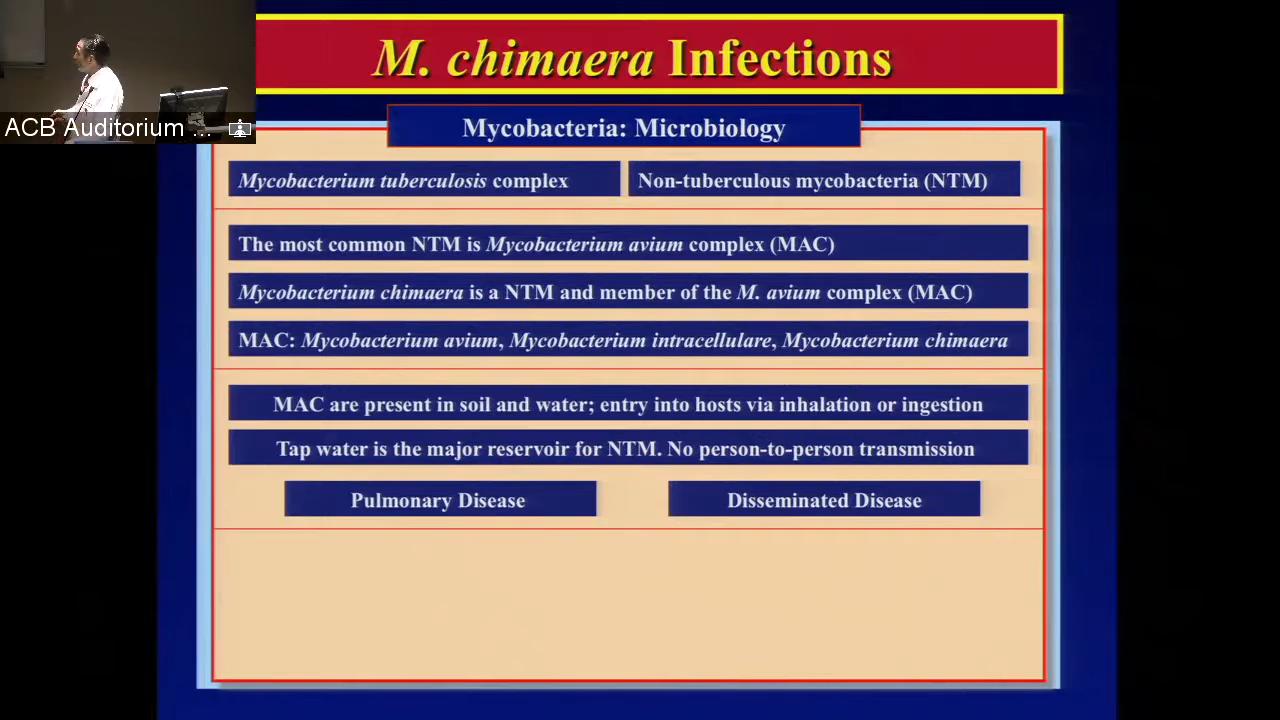 M. chimaera Infections
ACB Auditorium ...
Mycobacteria: Microbiology
Mycobacterium tuberculosis complex
Non-tuberculous mycobacteria (NTM)
The most common NTM is Mycobacterium avium complex (MAC)
Mycobacterium chimaera is a NTM and member of the M. avium complex (MAC)
MAC: Mycobacterium avium, Mycobacterium intracellulare, Mycobacterium chimaera
MAC are present in soil and water; entry into hosts via inhalation or ingestion
Tap water is the major reservoir for NTM. No person-to-person transmission
Pulmonary Disease
Disseminated Disease